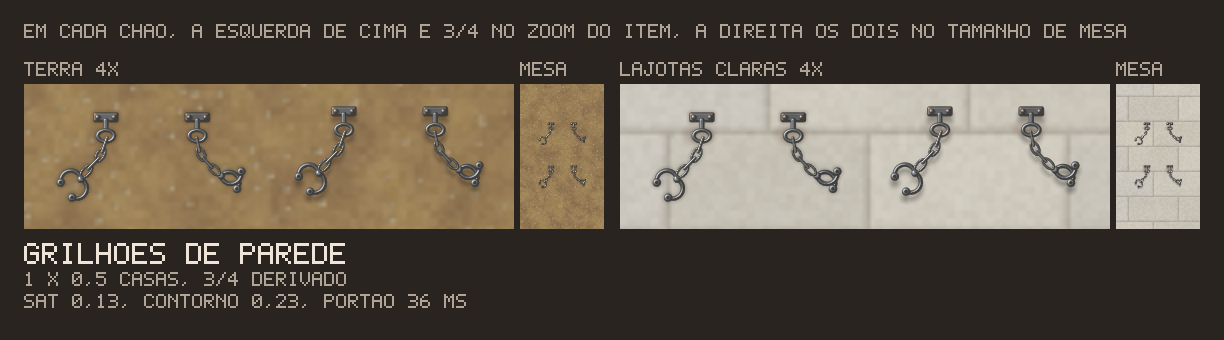 EM CADA CHAO, A ESQUERDA DE CIMA E 3/4 NO ZOOM DO ITEM, A DIREITA OS DOIS NO TAMANHO DE MESA
TERRA 4X
MESA
LAJOTAS CLARAS 4X
MESA
GRILHOES DE PAREDE
1 X 0,5 CASAS, 3/4 DERIVADO
SAT 0,13, CONTORNO 0,23, PORTAO 36 MS